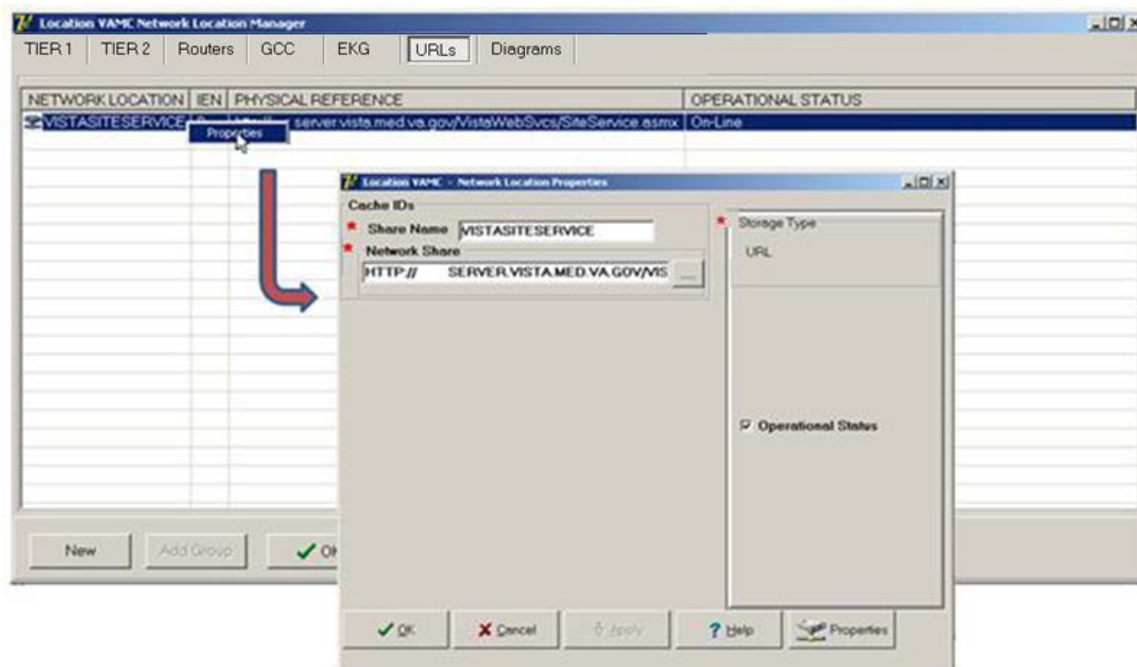 Location VAMC Network Location Manager
TIER 1 TIER 2 Routers GCC EKG URLs Diagrams
NETWORK LOCATION IEN PHYSICAL REFERENCE OPERATIONAL STATUS
VISTASITESERVICE server.vista.med.va.gov/VistaWebSvcs/SiteService.asmx On-Line
Properties
Location VAMC - Network Location Properties
Cache IDs
* Share Name VISTASITESERVICE
* Network Share
HTTP:// SERVER.VISTA.MED.VA.GOV/VIS ...
* Storage Type
URL
Operational Status
New Add Group
OK Cancel Apply Help Properties